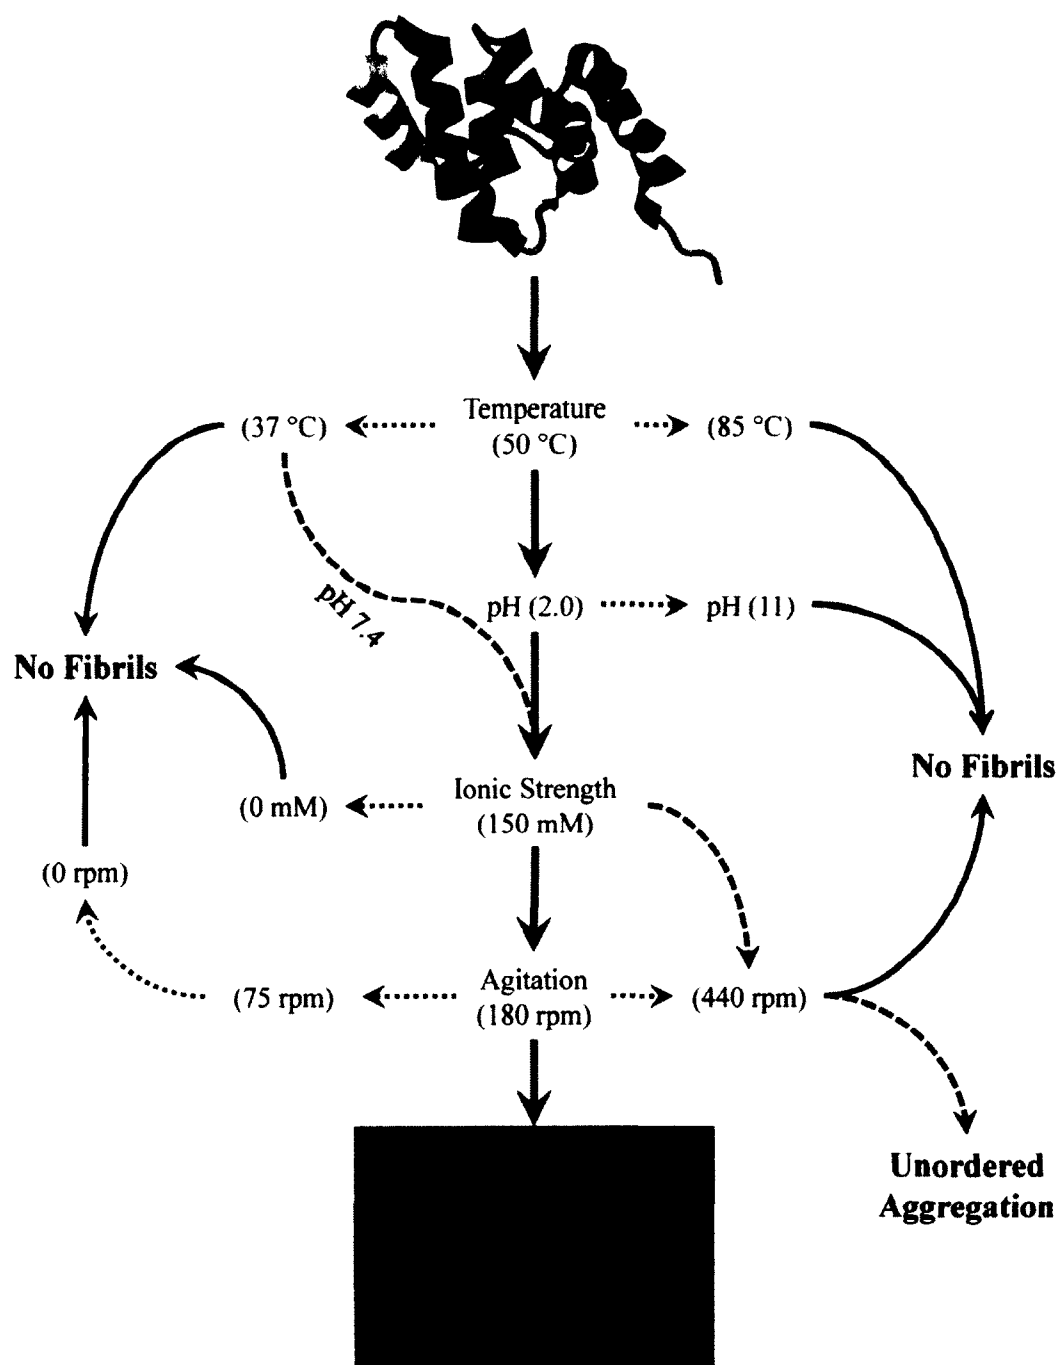 Temperature
(37 °C)
(50 °C)
(85 °C)
pH 7.4
pH (2.0)
pH (11)
No Fibrils
No Fibrils
Ionic Strength
(0 mM)
(150 mM)
(0 rpm)
Agitation
(75 rpm)
(180 rpm)
(440 rpm)
Unordered
Aggregation